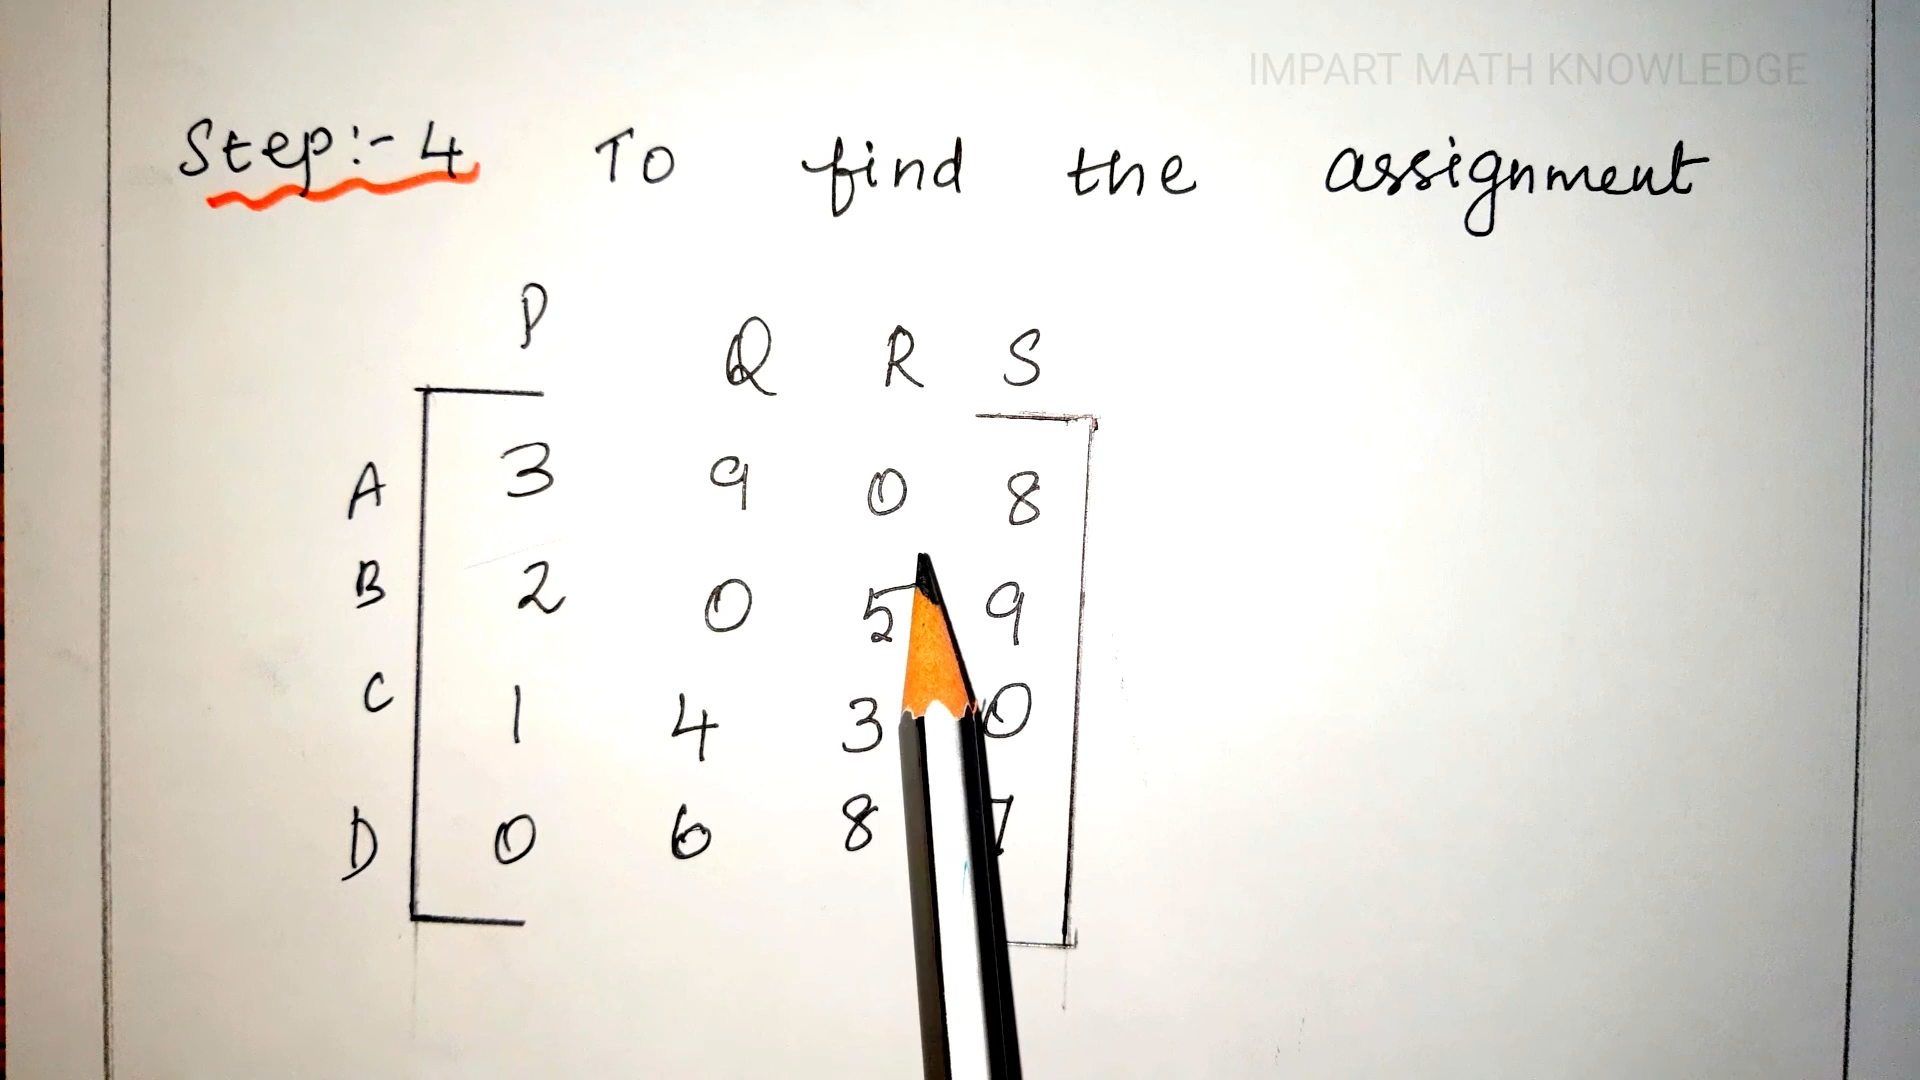 IMPART MATH KNOWLEDGE
Step:- 4 To find the assignment
P Q R S
A 3 9 0 8
B 2 0 5 9
C 1 4 3 0
D 0 6 8 7